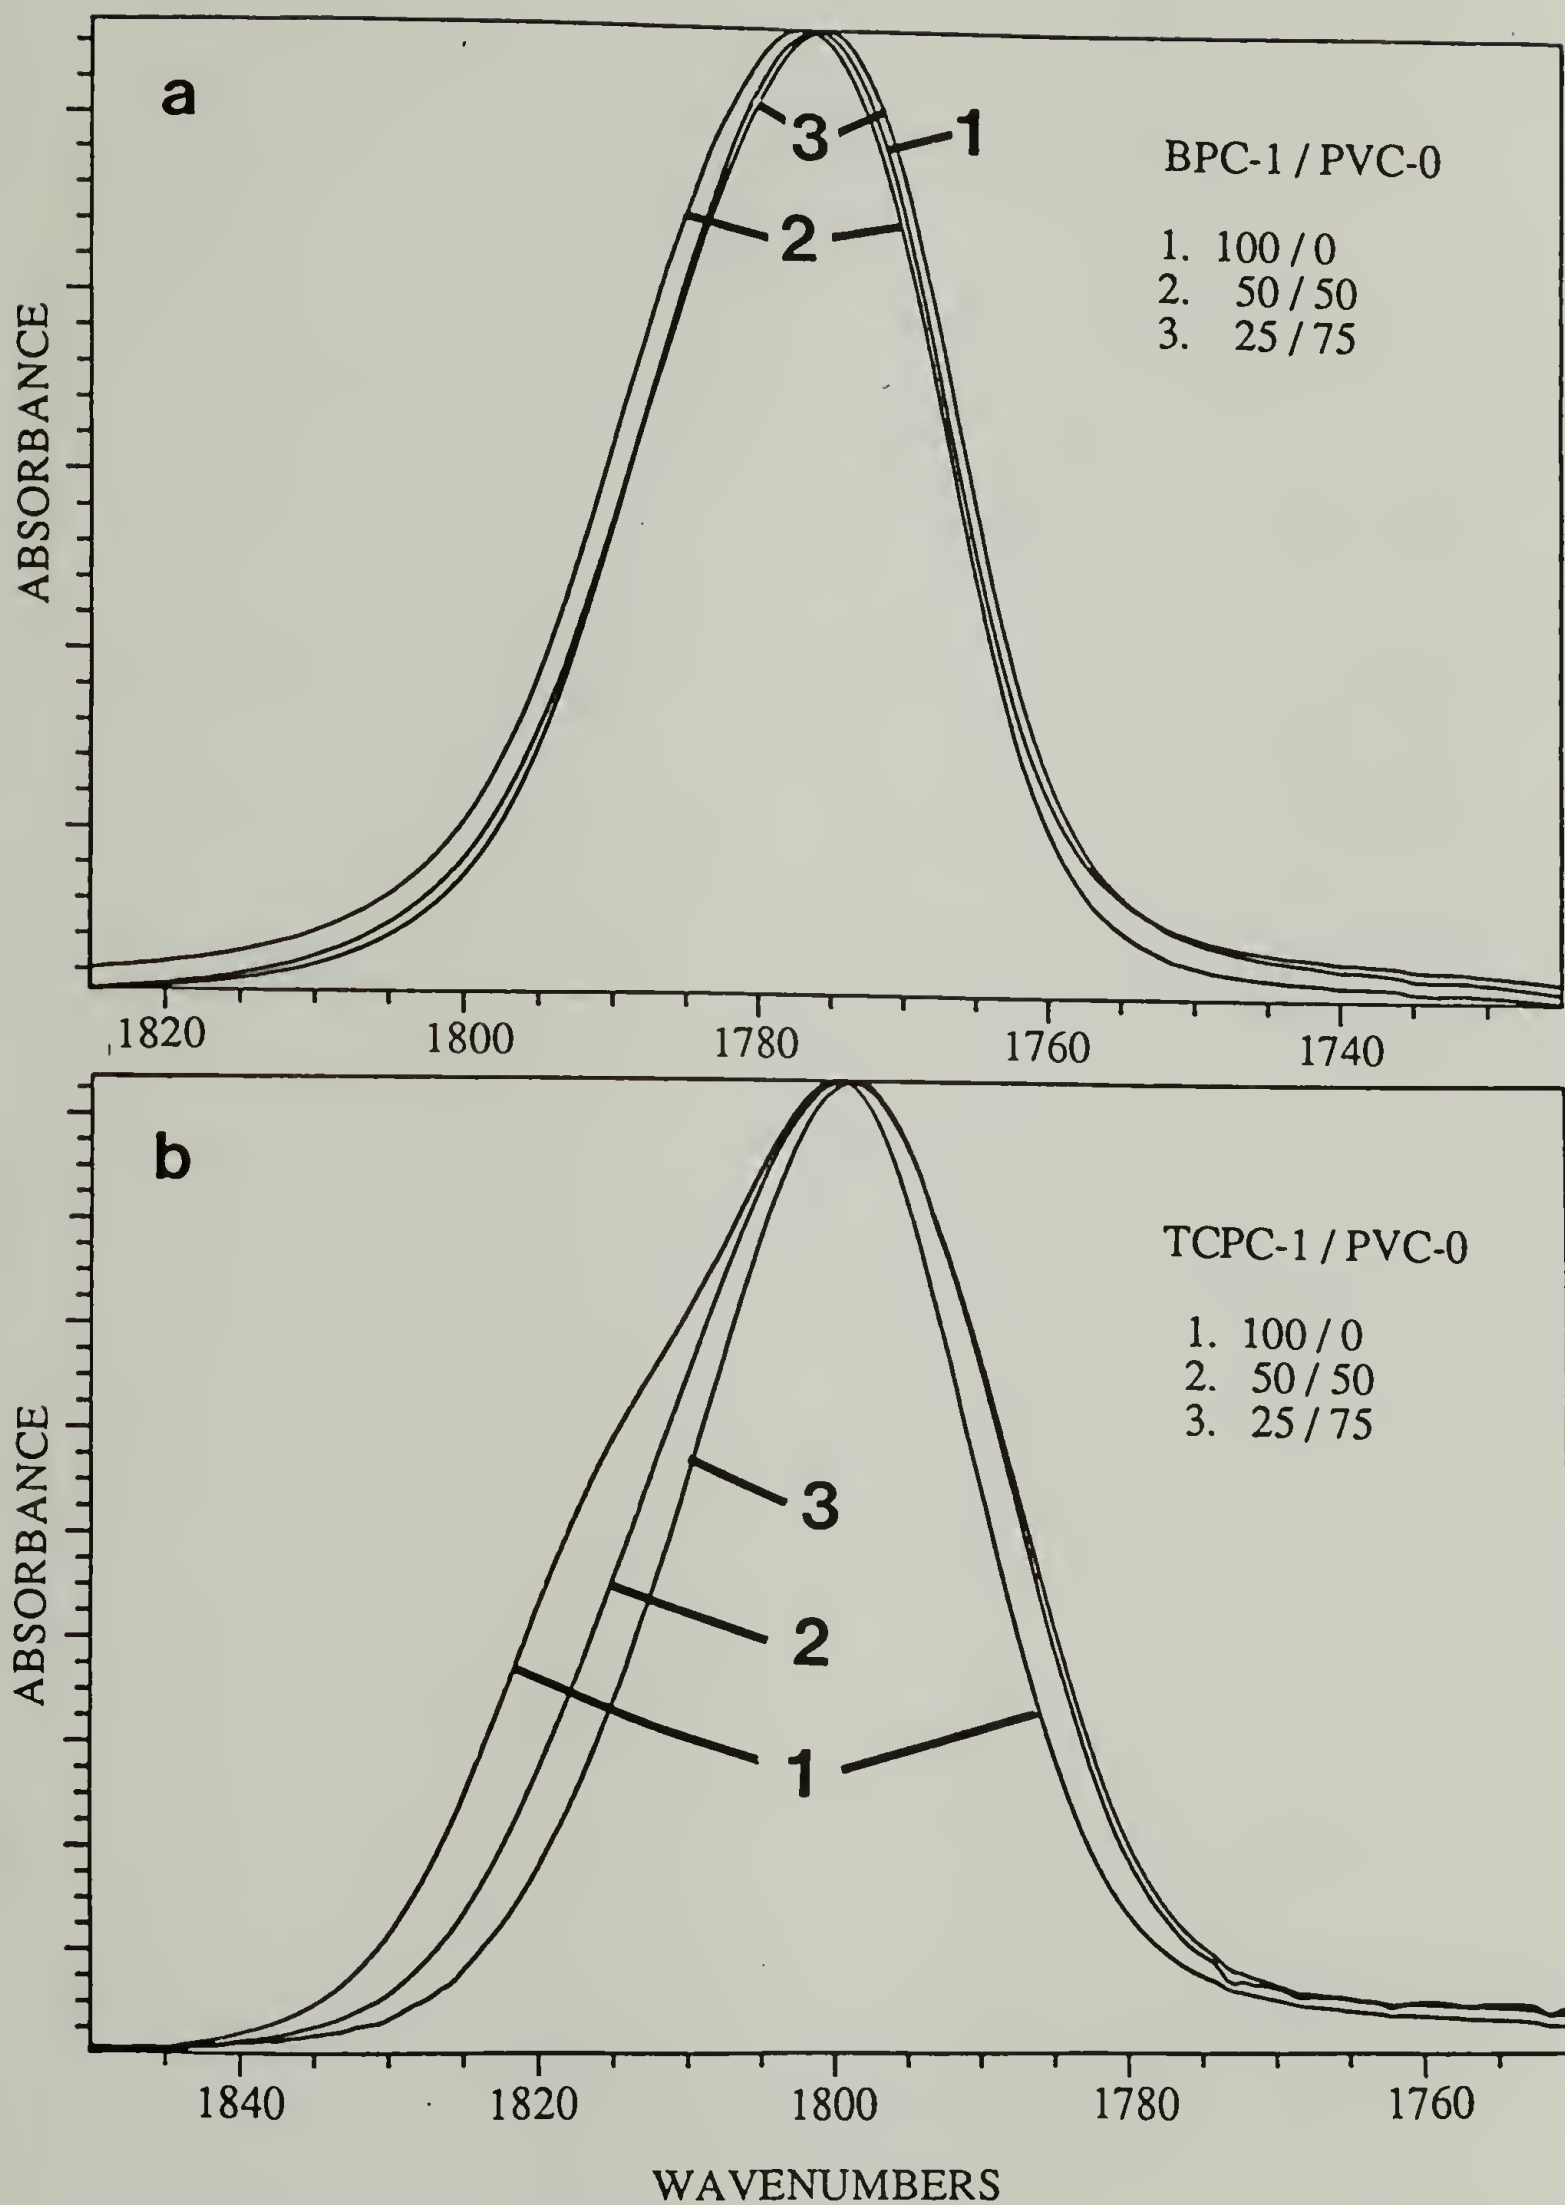 a
3
1
2
BPC-1 / PVC-0
1. 100 / 0
2. 50 / 50
3. 25 / 75
ABSORBANCE
1820 1800 1780 1760 1740
b
TCPC-1 / PVC-0
1. 100 / 0
2. 50 / 50
3. 25 / 75
3
2
1
ABSORBANCE
1840 1820 1800 1780 1760
WAVENUMBERS